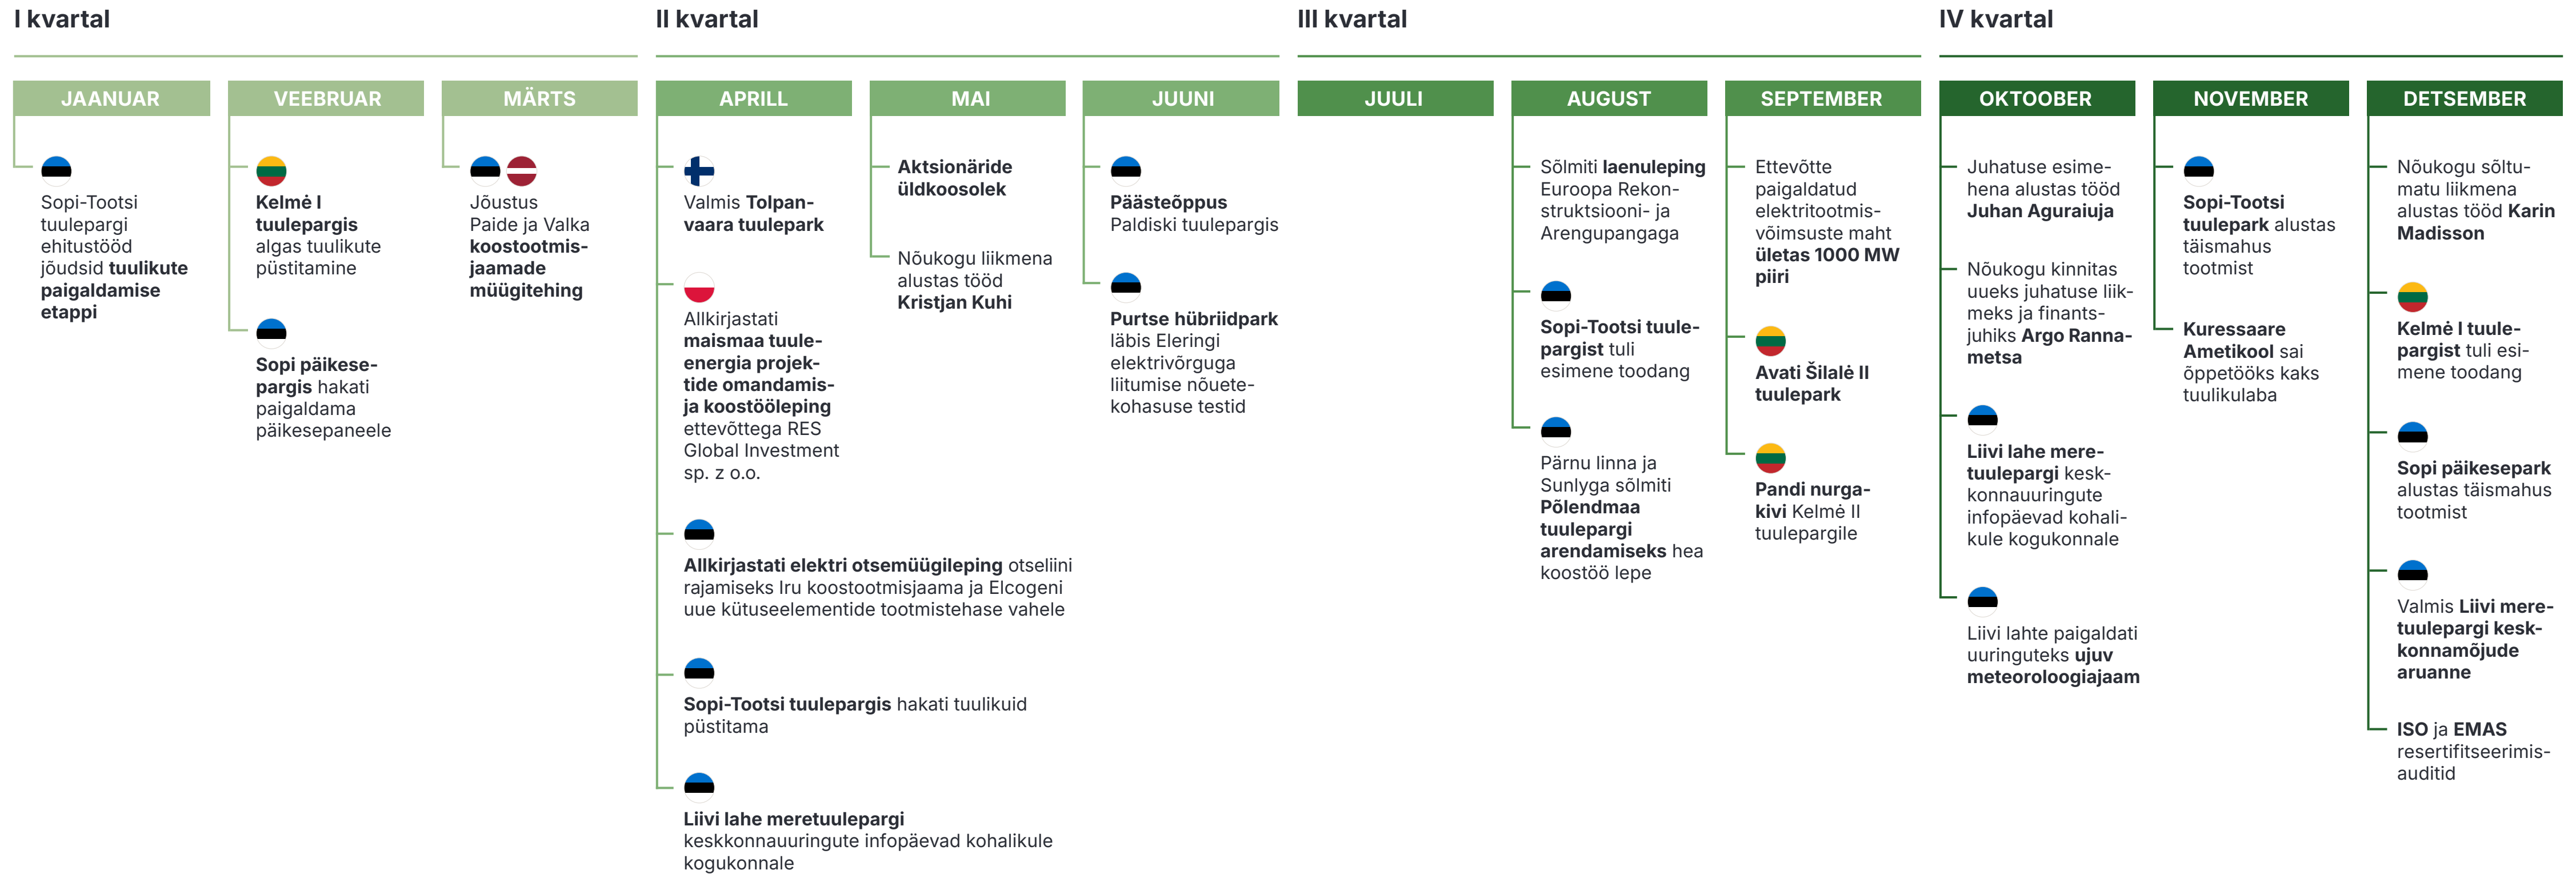 I kvartal
II kvartal
III kvartal
IV kvartal
JAANUAR
Sopi-Tootsi
tuulepargi
ehitustööd
jõudsid tuulikute
paigaldamise
etappi
VEEBRUAR
Kelmė I
tuulepargis
algas tuulikute
püstitamine
Sopi päikese-
pargis hakati
paigaldama
päikesepaneele
MÄRTS
Jõustus
Paide ja Valka
koostootmis-
jaamade
müügitehing
APRILL
Valmis Tolpan-
vaara tuulepark
Allkirjastati
maismaa tuule-
energia projek-
tide omandamis-
ja koostööleping
ettevõttega RES
Global Investment
sp. z o.o.
Allkirjastati elektri otsemüügileping otseliini
rajamiseks Iru koostootmisjaama ja Elcogeni
uue kütuseelementide tootmistehase vahele
Sopi-Tootsi tuulepargis hakati tuulikuid
püstitama
Liivi lahe meretuulepargi
keskkonnauuringute infopäevad kohalikule
kogukonnale
MAI
Aktsionäride
üldkoosolek
Nõukogu liikmena
alustas tööd
Kristjan Kuhi
JUUNI
Päästeõppus
Paldiski tuulepargis
Purtse hübriidpark
läbis Eleringi
elektrivõrguga
liitumise nõuete-
kohasuse testid
JUULI
AUGUST
Sõlmiti laenuleping
Euroopa Rekon-
struktsiooni- ja
Arengupangaga
Sopi-Tootsi tuule-
pargist tuli
esimene toodang
Pärnu linna ja
Sunlyga sõlmiti
Põlendmaa
tuulepargi
arendamiseks hea
koostöö lepe
SEPTEMBER
Ettevõtte
paigaldatud
elektritootmis-
võimsuste maht
ületas 1000 MW
piiri
Avati Šilalė II
tuulepark
Pandi nurga-
kivi Kelmė II
tuulepargile
OKTOOBER
Juhatuse esime-
hena alustas tööd
Juhan Aguraiuja
Nõukogu kinnitas
uueks juhatuse liik-
meks ja finants-
juhiks Argo Ranna-
metsa
Liivi lahe mere-
tuulepargi kesk-
konnauuringute
infopäevad kohali-
kule kogukonnale
Liivi lahte paigaldati
uuringuteks ujuv
meteoroloogiajaam
NOVEMBER
Sopi-Tootsi
tuulepark alustas
täismahus
tootmist
Kuressaare
Ametikool sai
õppetööks kaks
tuulikulaba
DETSEMBER
Nõukogu sõltu-
matu liikmena
alustas tööd Karin
Madisson
Kelmė I tuule-
pargist tuli esi-
mene toodang
Sopi päikesepark
alustas täismahus
tootmist
Valmis Liivi mere-
tuulepargi kesk-
konnamõjude
aruanne
ISO ja EMAS
resertifitseerimis-
auditid